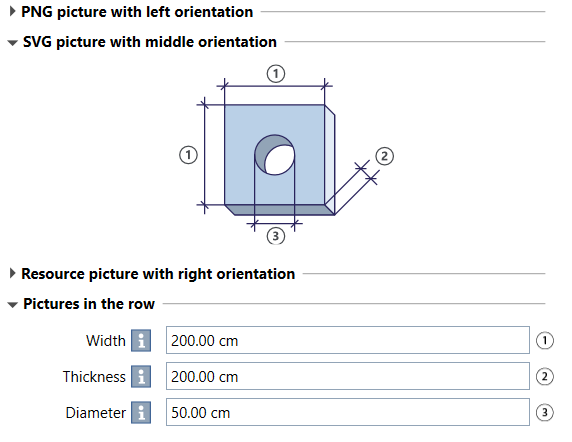 PNG picture with left orientation
SVG picture with middle orientation
1
1
2
3
Resource picture with right orientation
Pictures in the row
Width i 200.00 cm 1
Thickness i 200.00 cm 2
Diameter i 50.00 cm 3